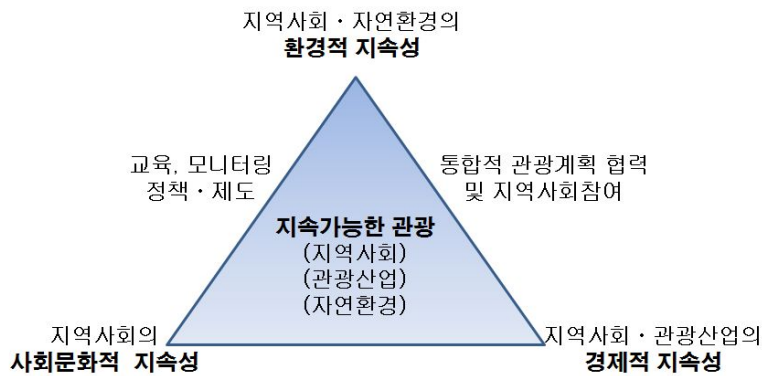 지역사회・자연환경의
환경적 지속성
교육, 모니터링
정책・제도
통합적 관광계획 협력
및 지역사회참여
지속가능한 관광
(지역사회)
(관광산업)
(자연환경)
지역사회의
사회문화적 지속성
지역사회・관광산업의
경제적 지속성